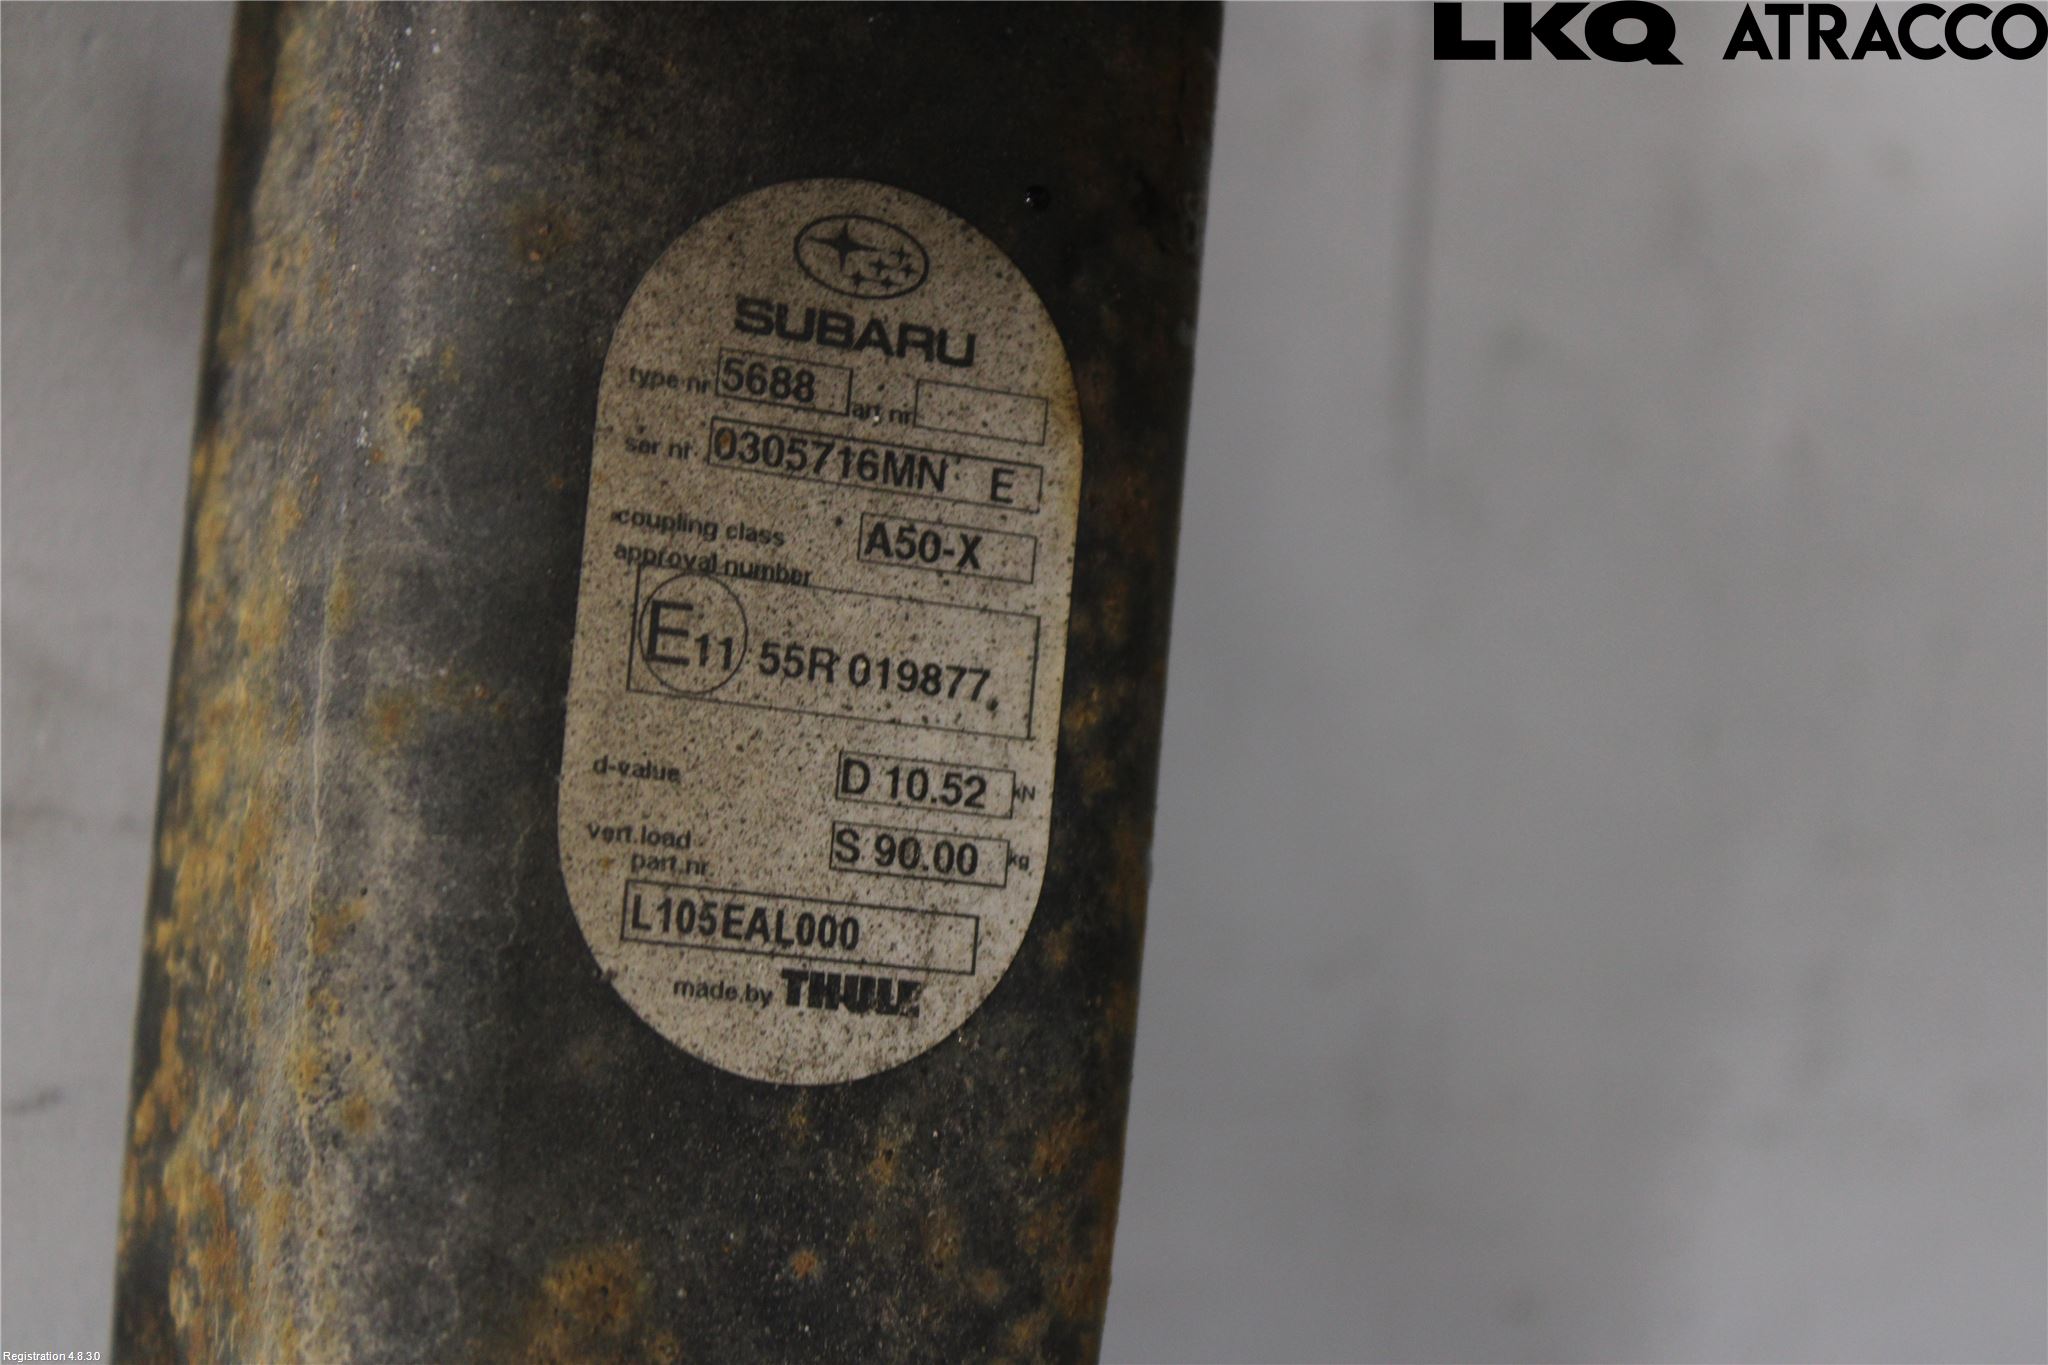 LKQ ATRACCO
SUBARU
type nr 5688 art nr
ser nr 0305716MN E
coupling class A50-X
approval number
E11 55R 019877
d-value D 10.52 kN
vert.load S 90.00 kg
part.nr.
L105EAL000
made by THULE
Registration 4.8.3.0